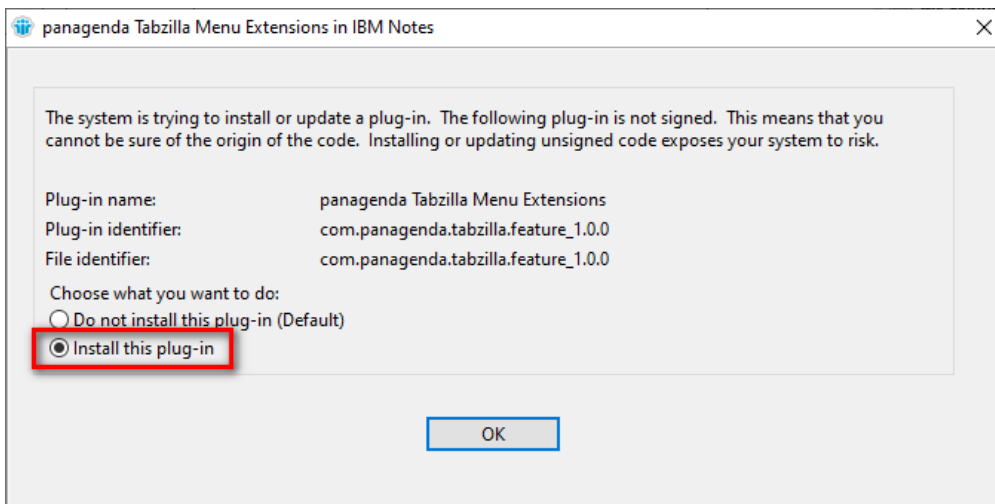 panagenda Tabzilla Menu Extensions in IBM Notes
The system is trying to install or update a plug-in.  The following plug-in is not signed.  This means that you
cannot be sure of the origin of the code.  Installing or updating unsigned code exposes your system to risk.
Plug-in name: panagenda Tabzilla Menu Extensions
Plug-in identifier: com.panagenda.tabzilla.feature_1.0.0
File identifier: com.panagenda.tabzilla.feature_1.0.0
Choose what you want to do:
Do not install this plug-in (Default)
Install this plug-in
OK